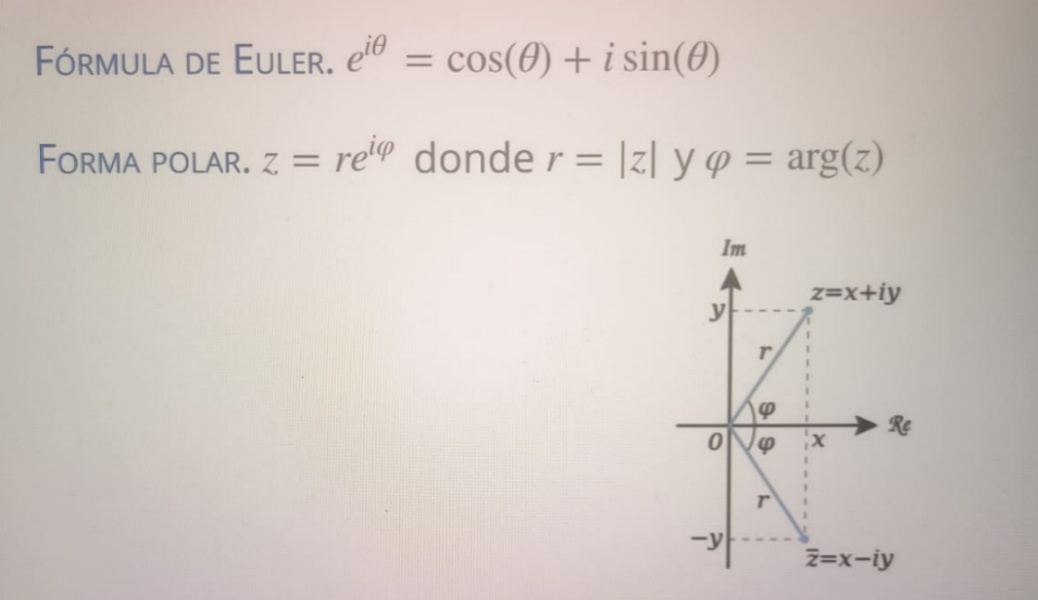 FÓRMULA DE EULER. e^{iθ} = cos(θ) + i sin(θ)
FORMA POLAR. z = re^{iφ} donde r = |z| y φ = arg(z)
Im
z=x+iy
y
r
φ
Re
0
φ
x
r
−y
z̅=x−iy